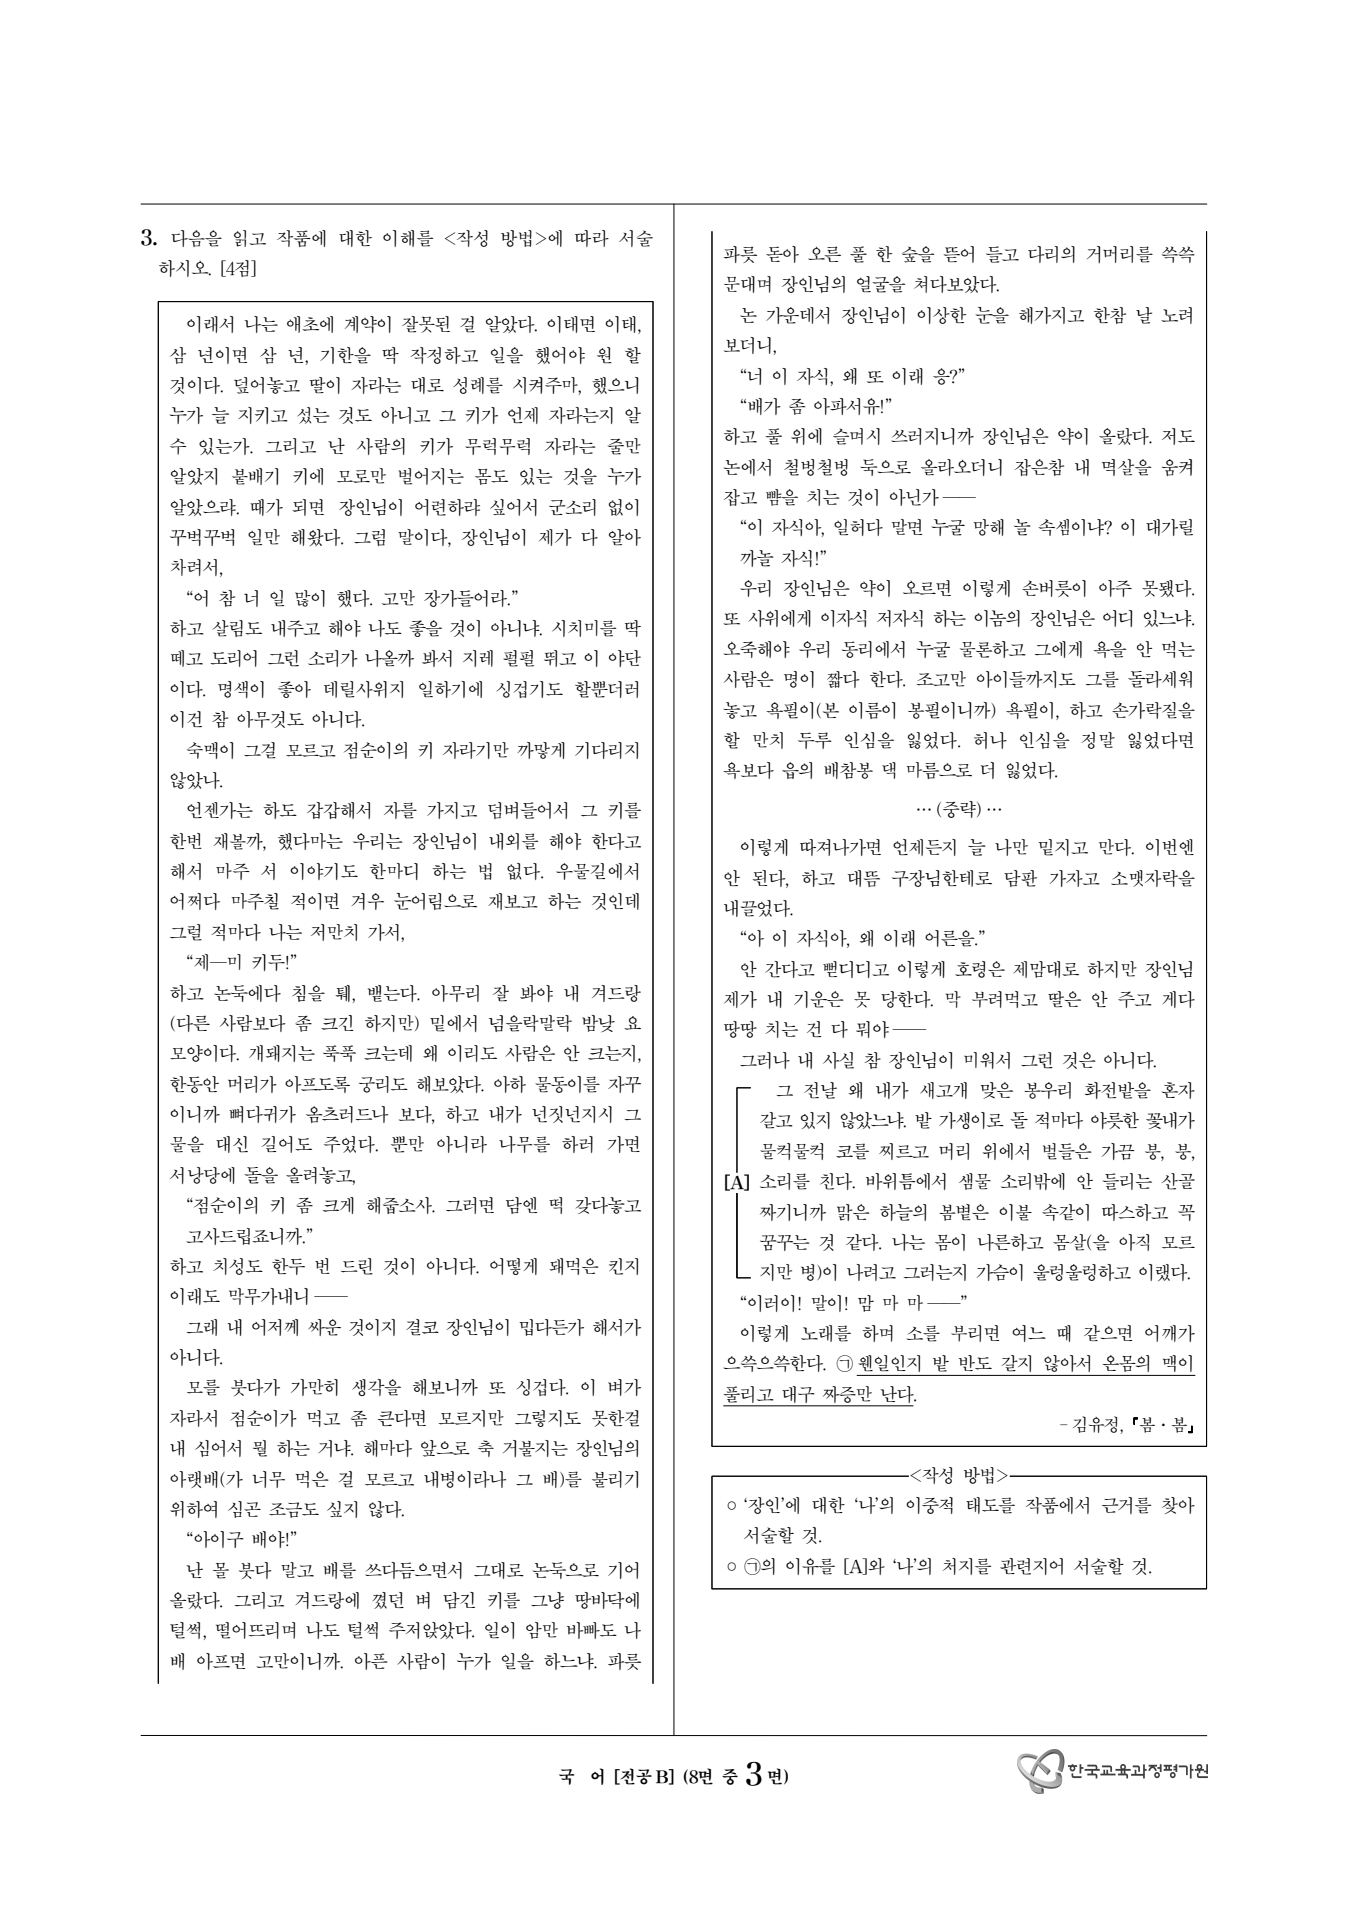 3. 다음을 읽고 작품에 대한 이해를 <작성 방법>에 따라 서술
하시오. [4점]
이래서 나는 애초에 계약이 잘못된 걸 알았다. 이태면 이태,
삼 년이면 삼 년, 기한을 딱 작정하고 일을 했어야 원 할
것이다. 덮어놓고 딸이 자라는 대로 성례를 시켜주마, 했으니
누가 늘 지키고 섰는 것도 아니고 그 키가 언제 자라는지 알
수 있는가. 그리고 난 사람의 키가 무럭무럭 자라는 줄만
알았지 붙배기 키에 모로만 벌어지는 몸도 있는 것을 누가
알았으랴. 때가 되면 장인님이 어련하랴 싶어서 군소리 없이
꾸벅꾸벅 일만 해왔다. 그럼 말이다, 장인님이 제가 다 알아
차려서,
“어 참 너 일 많이 했다. 고만 장가들어라.”
하고 살림도 내주고 해야 나도 좋을 것이 아니냐. 시치미를 딱
떼고 도리어 그런 소리가 나올까 봐서 지레 펄펄 뛰고 이 야단
이다. 명색이 좋아 데릴사위지 일하기에 싱겁기도 할뿐더러
이건 참 아무것도 아니다.
숙맥이 그걸 모르고 점순이의 키 자라기만 까맣게 기다리지
않았나.
언젠가는 하도 갑갑해서 자를 가지고 덤벼들어서 그 키를
한번 재볼까, 했다마는 우리는 장인님이 내외를 해야 한다고
해서 마주 서 이야기도 한마디 하는 법 없다. 우물길에서
어쩌다 마주칠 적이면 겨우 눈어림으로 재보고 하는 것인데
그럴 적마다 나는 저만치 가서,
“제―미 키두!”
하고 논둑에다 침을 퉤, 뱉는다. 아무리 잘 봐야 내 겨드랑
(다른 사람보다 좀 크긴 하지만) 밑에서 넘을락말락 밤낮 요
모양이다. 개돼지는 푹푹 크는데 왜 이리도 사람은 안 크는지,
한동안 머리가 아프도록 궁리도 해보았다. 아하 물동이를 자꾸
이니까 뼈다귀가 옴츠러드나 보다, 하고 내가 넌짓넌지시 그
물을 대신 길어도 주었다. 뿐만 아니라 나무를 하러 가면
서낭당에 돌을 올려놓고,
“점순이의 키 좀 크게 해줍소사. 그러면 담엔 떡 갖다놓고
고사드립죠니까.”
하고 치성도 한두 번 드린 것이 아니다. 어떻게 돼먹은 킨지
이래도 막무가내니 ――
그래 내 어저께 싸운 것이지 결코 장인님이 밉다든가 해서가
아니다.
모를 붓다가 가만히 생각을 해보니까 또 싱겁다. 이 벼가
자라서 점순이가 먹고 좀 큰다면 모르지만 그렇지도 못한걸
내 심어서 뭘 하는 거냐. 해마다 앞으로 축 거불지는 장인님의
아랫배(가 너무 먹은 걸 모르고 내병이라나 그 배)를 불리기
위하여 심곤 조금도 싶지 않다.
“아이구 배야!”
난 몰 붓다 말고 배를 쓰다듬으면서 그대로 논둑으로 기어
올랐다. 그리고 겨드랑에 꼈던 벼 담긴 키를 그냥 땅바닥에
털썩, 떨어뜨리며 나도 털썩 주저앉았다. 일이 암만 바빠도 나
배 아프면 고만이니까. 아픈 사람이 누가 일을 하느냐. 파릇
파릇 돋아 오른 풀 한 숲을 뜯어 들고 다리의 거머리를 쓱쓱
문대며 장인님의 얼굴을 쳐다보았다.
논 가운데서 장인님이 이상한 눈을 해가지고 한참 날 노려
보더니,
“너 이 자식, 왜 또 이래 응?”
“배가 좀 아파서유!”
하고 풀 위에 슬며시 쓰러지니까 장인님은 약이 올랐다. 저도
논에서 철벙철벙 둑으로 올라오더니 잡은참 내 멱살을 움켜
잡고 뺨을 치는 것이 아닌가 ――
“이 자식아, 일허다 말면 누굴 망해 놀 속셈이냐? 이 대가릴
까놀 자식!”
우리 장인님은 약이 오르면 이렇게 손버릇이 아주 못됐다.
또 사위에게 이자식 저자식 하는 이놈의 장인님은 어디 있느냐.
오죽해야 우리 동리에서 누굴 물론하고 그에게 욕을 안 먹는
사람은 명이 짧다 한다. 조고만 아이들까지도 그를 돌라세워
놓고 욕필이(본 이름이 봉필이니까) 욕필이, 하고 손가락질을
할 만치 두루 인심을 잃었다. 허나 인심을 정말 잃었다면
욕보다 읍의 배참봉 댁 마름으로 더 잃었다.
… (중략) …
이렇게 따져나가면 언제든지 늘 나만 밑지고 만다. 이번엔
안 된다, 하고 대뜸 구장님한테로 담판 가자고 소맷자락을
내끌었다.
“아 이 자식아, 왜 이래 어른을.”
안 간다고 뻗디디고 이렇게 호령은 제맘대로 하지만 장인님
제가 내 기운은 못 당한다. 막 부려먹고 딸은 안 주고 게다
땅땅 치는 건 다 뭐야 ――
그러나 내 사실 참 장인님이 미워서 그런 것은 아니다.
[A] 그 전날 왜 내가 새고개 맞은 봉우리 화전밭을 혼자
갈고 있지 않았느냐. 밭 가생이로 돌 적마다 야릇한 꽃내가
물컥물컥 코를 찌르고 머리 위에서 벌들은 가끔 붕, 붕,
소리를 친다. 바위틈에서 샘물 소리밖에 안 들리는 산골
짜기니까 맑은 하늘의 봄볕은 이불 속같이 따스하고 꼭
꿈꾸는 것 같다. 나는 몸이 나른하고 몸살(을 아직 모르
지만 병)이 나려고 그러는지 가슴이 울렁울렁하고 이랬다.
“이러이! 말이! 맘 마 마 ――”
이렇게 노래를 하며 소를 부리면 여느 때 같으면 어깨가
으쓱으쓱한다. ㉠ 웬일인지 밭 반도 갈지 않아서 온몸의 맥이
풀리고 대구 짜증만 난다.
- 김유정, 「봄・봄」
<작성 방법>
○ ‘장인’에 대한 ‘나’의 이중적 태도를 작품에서 근거를 찾아
서술할 것.
○ ㉠의 이유를 [A]와 ‘나’의 처지를 관련지어 서술할 것.
국 어 [전공 B] (8면 중 3 면)
한국교육과정평가원